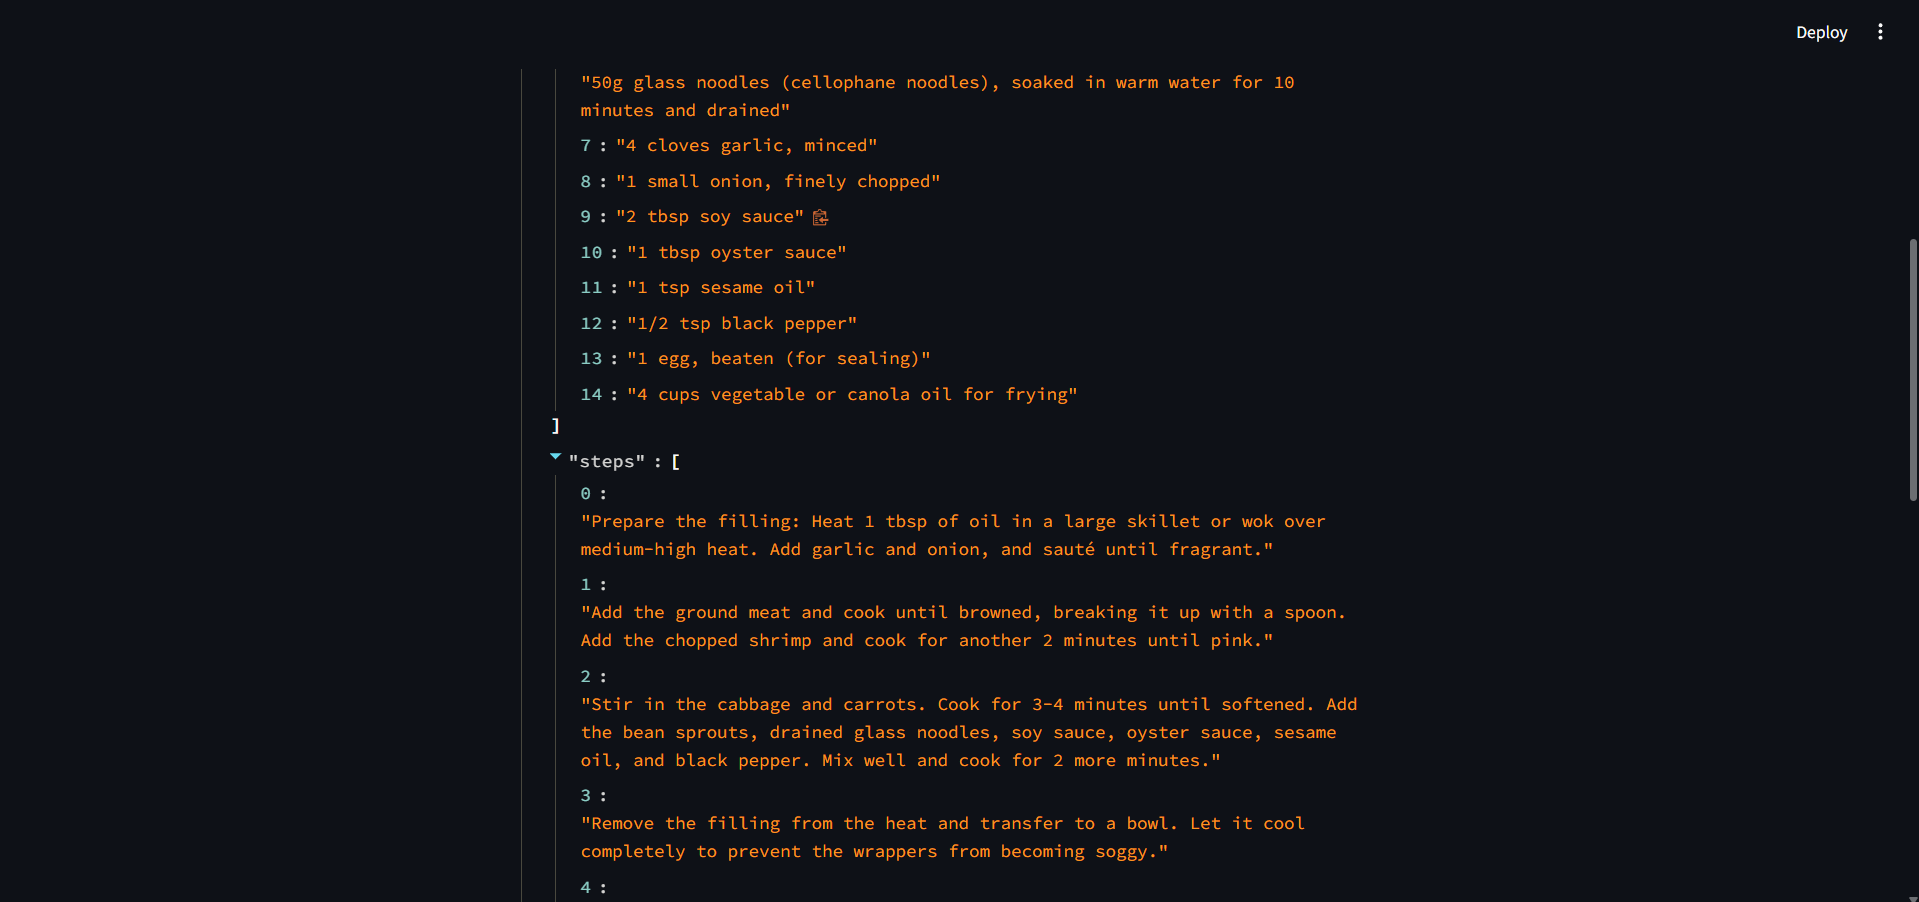 Deploy
"50g glass noodles (cellophane noodles), soaked in warm water for 10
minutes and drained"
7 : "4 cloves garlic, minced"
8 : "1 small onion, finely chopped"
9 : "2 tbsp soy sauce"
10 : "1 tbsp oyster sauce"
11 : "1 tsp sesame oil"
12 : "1/2 tsp black pepper"
13 : "1 egg, beaten (for sealing)"
14 : "4 cups vegetable or canola oil for frying"
]
"steps" : [
0 :
"Prepare the filling: Heat 1 tbsp of oil in a large skillet or wok over
medium-high heat. Add garlic and onion, and sauté until fragrant."
1 :
"Add the ground meat and cook until browned, breaking it up with a spoon.
Add the chopped shrimp and cook for another 2 minutes until pink."
2 :
"Stir in the cabbage and carrots. Cook for 3-4 minutes until softened. Add
the bean sprouts, drained glass noodles, soy sauce, oyster sauce, sesame
oil, and black pepper. Mix well and cook for 2 more minutes."
3 :
"Remove the filling from the heat and transfer to a bowl. Let it cool
completely to prevent the wrappers from becoming soggy."
4 :